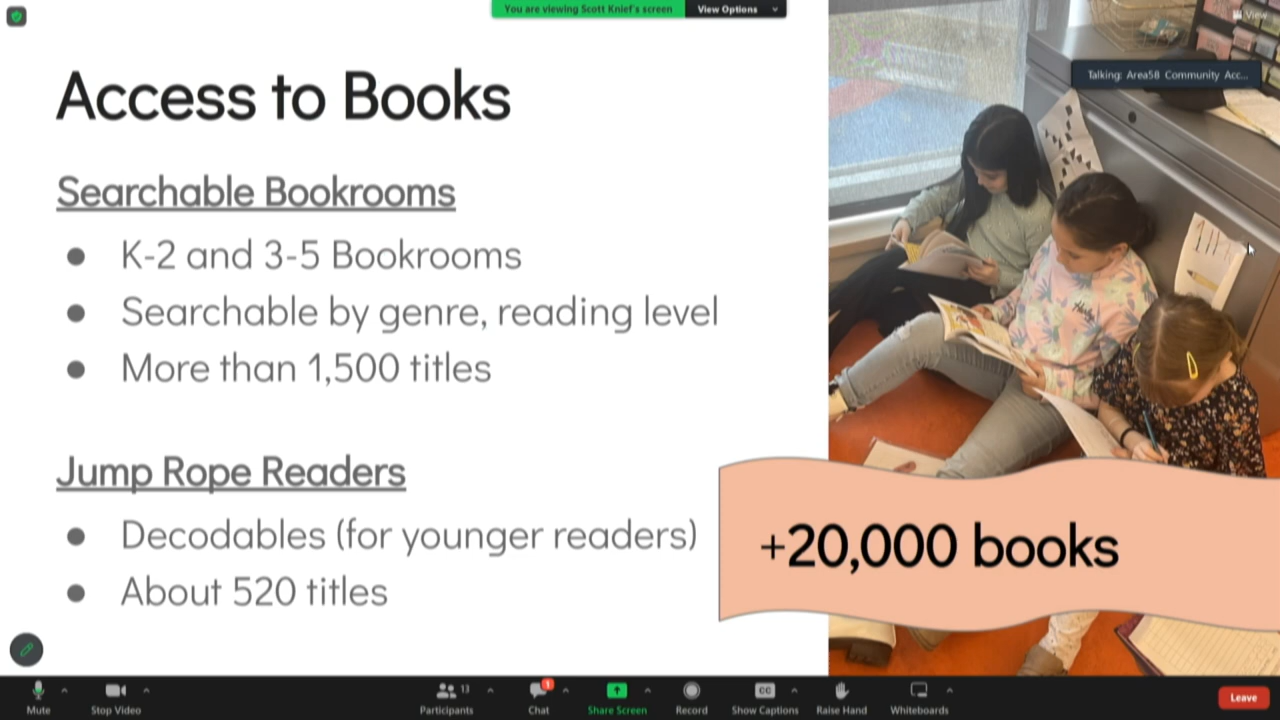 You are viewing Scott Knief's screen View Options
View
Talking: Area58 Community Acc...
Access to Books
Searchable Bookrooms
● K-2 and 3-5 Bookrooms
● Searchable by genre, reading level
● More than 1,500 titles
Jump Rope Readers
● Decodables (for younger readers)
● About 520 titles
+20,000 books
13
1
CC
Mute Stop Video Participants Chat Share Screen Record Show Captions Raise Hand Whiteboards Leave